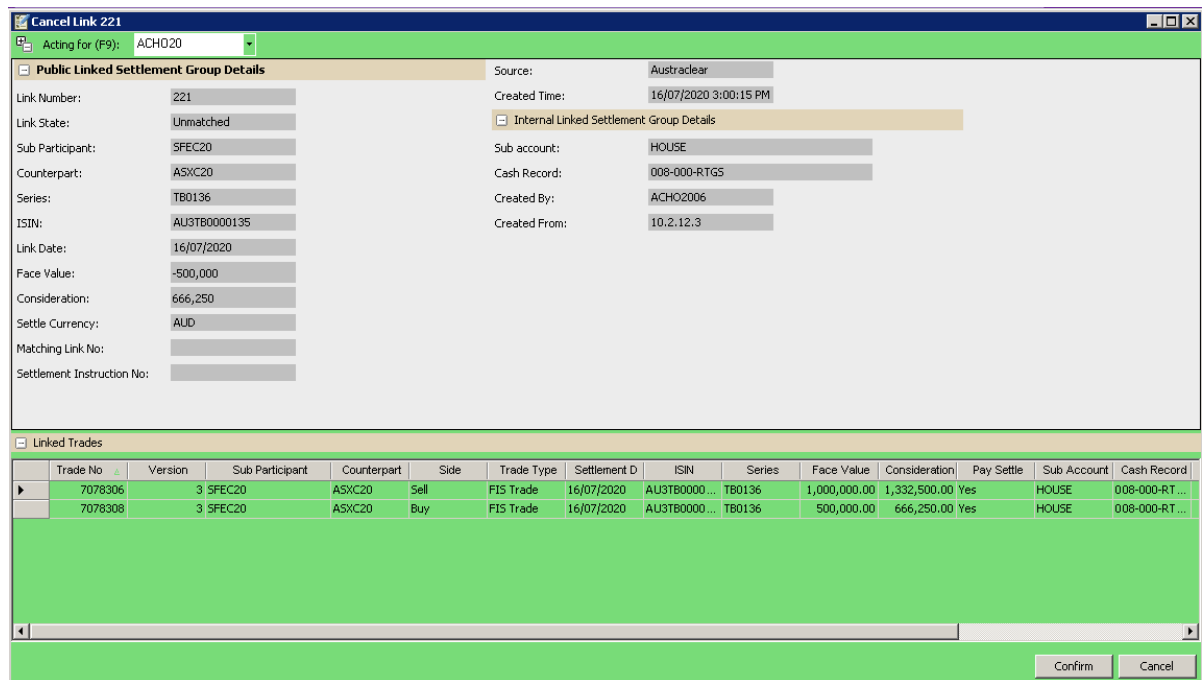 Cancel Link 221
Acting for (F9): ACHO20
Public Linked Settlement Group Details
Link Number: 221
Link State: Unmatched
Sub Participant: SFEC20
Counterpart: ASXC20
Series: TB0136
ISIN: AU3TB0000135
Link Date: 16/07/2020
Face Value: -500,000
Consideration: 666,250
Settle Currency: AUD
Matching Link No:
Settlement Instruction No:
Source: Austraclear
Created Time: 16/07/2020 3:00:15 PM
Internal Linked Settlement Group Details
Sub account: HOUSE
Cash Record: 008-000-RTGS
Created By: ACHO2006
Created From: 10.2.12.3
Linked Trades
Trade No Version Sub Participant Counterpart Side Trade Type Settlement D ISIN Series Face Value Consideration Pay Settle Sub Account Cash Record
7078306 3 SFEC20 ASXC20 Sell FIS Trade 16/07/2020 AU3TB0000... TB0136 1,000,000.00 1,332,500.00 Yes HOUSE 008-000-RT...
7078308 3 SFEC20 ASXC20 Buy FIS Trade 16/07/2020 AU3TB0000... TB0136 500,000.00 666,250.00 Yes HOUSE 008-000-RT...
Confirm Cancel